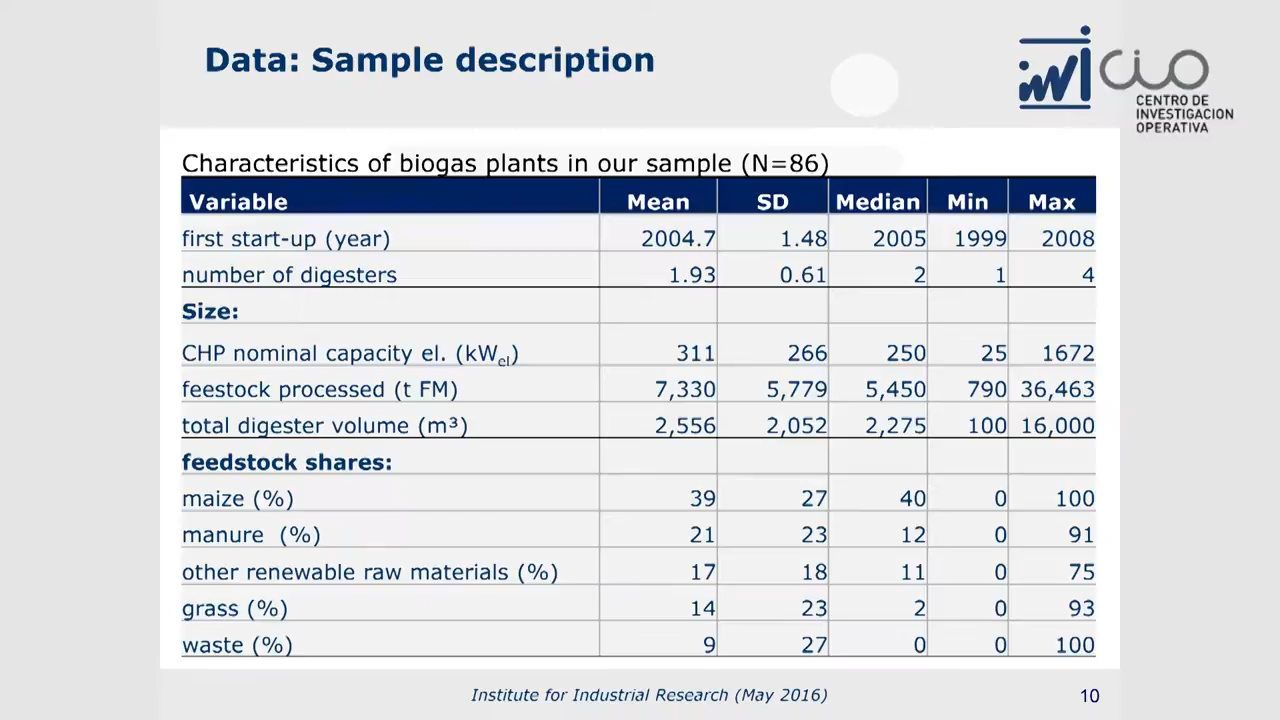 Data: Sample description
CIO
CENTRO DE
INVESTIGACION
OPERATIVA
Characteristics of biogas plants in our sample (N=86)
Variable Mean SD Median Min Max
first start-up (year) 2004.7 1.48 2005 1999 2008
number of digesters 1.93 0.61 2 1 4
Size:
CHP nominal capacity el. (kWel) 311 266 250 25 1672
feestock processed (t FM) 7,330 5,779 5,450 790 36,463
total digester volume (m³) 2,556 2,052 2,275 100 16,000
feedstock shares:
maize (%) 39 27 40 0 100
manure (%) 21 23 12 0 91
other renewable raw materials (%) 17 18 11 0 75
grass (%) 14 23 2 0 93
waste (%) 9 27 0 0 100
Institute for Industrial Research (May 2016)
10